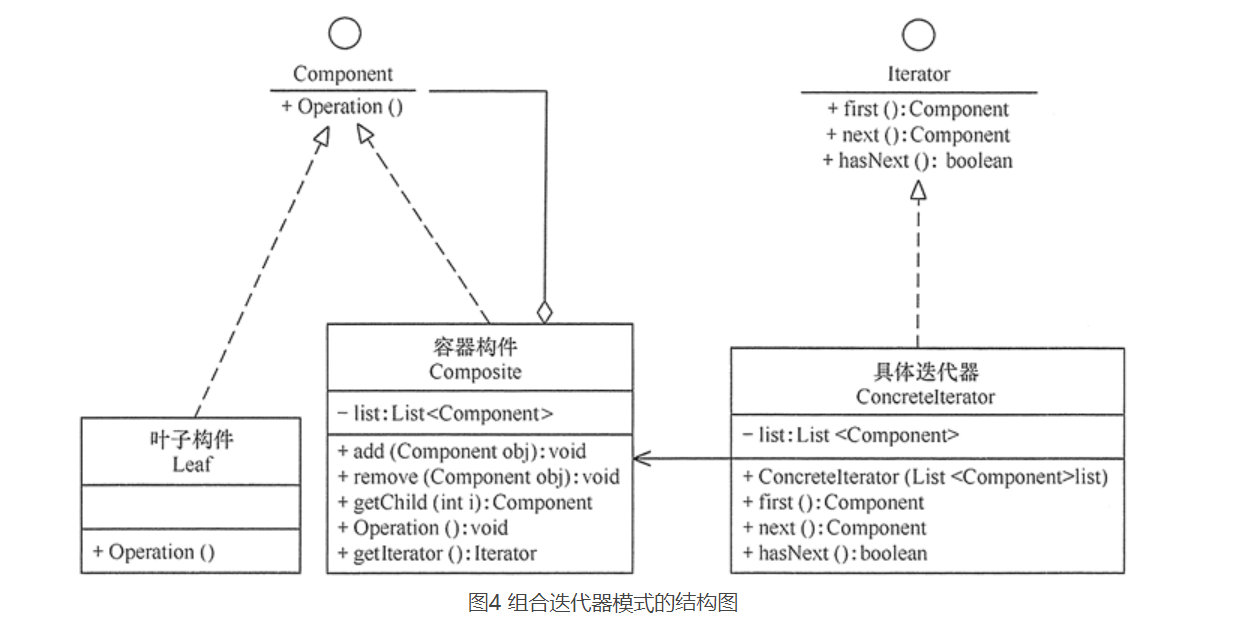 Component
+ Operation ()
Iterator
+ first ():Component
+ next ():Component
+ hasNext (): boolean
叶子构件
Leaf
+ Operation ()
容器构件
Composite
− list:List<Component>
+ add (Component obj):void
+ remove (Component obj):void
+ getChild (int i):Component
+ Operation ():void
+ getIterator ():Iterator
具体迭代器
ConcreteIterator
− list:List <Component>
+ ConcreteIterator (List <Component>list)
+ first ():Component
+ next ():Component
+ hasNext ():boolean
图4 组合迭代器模式的结构图